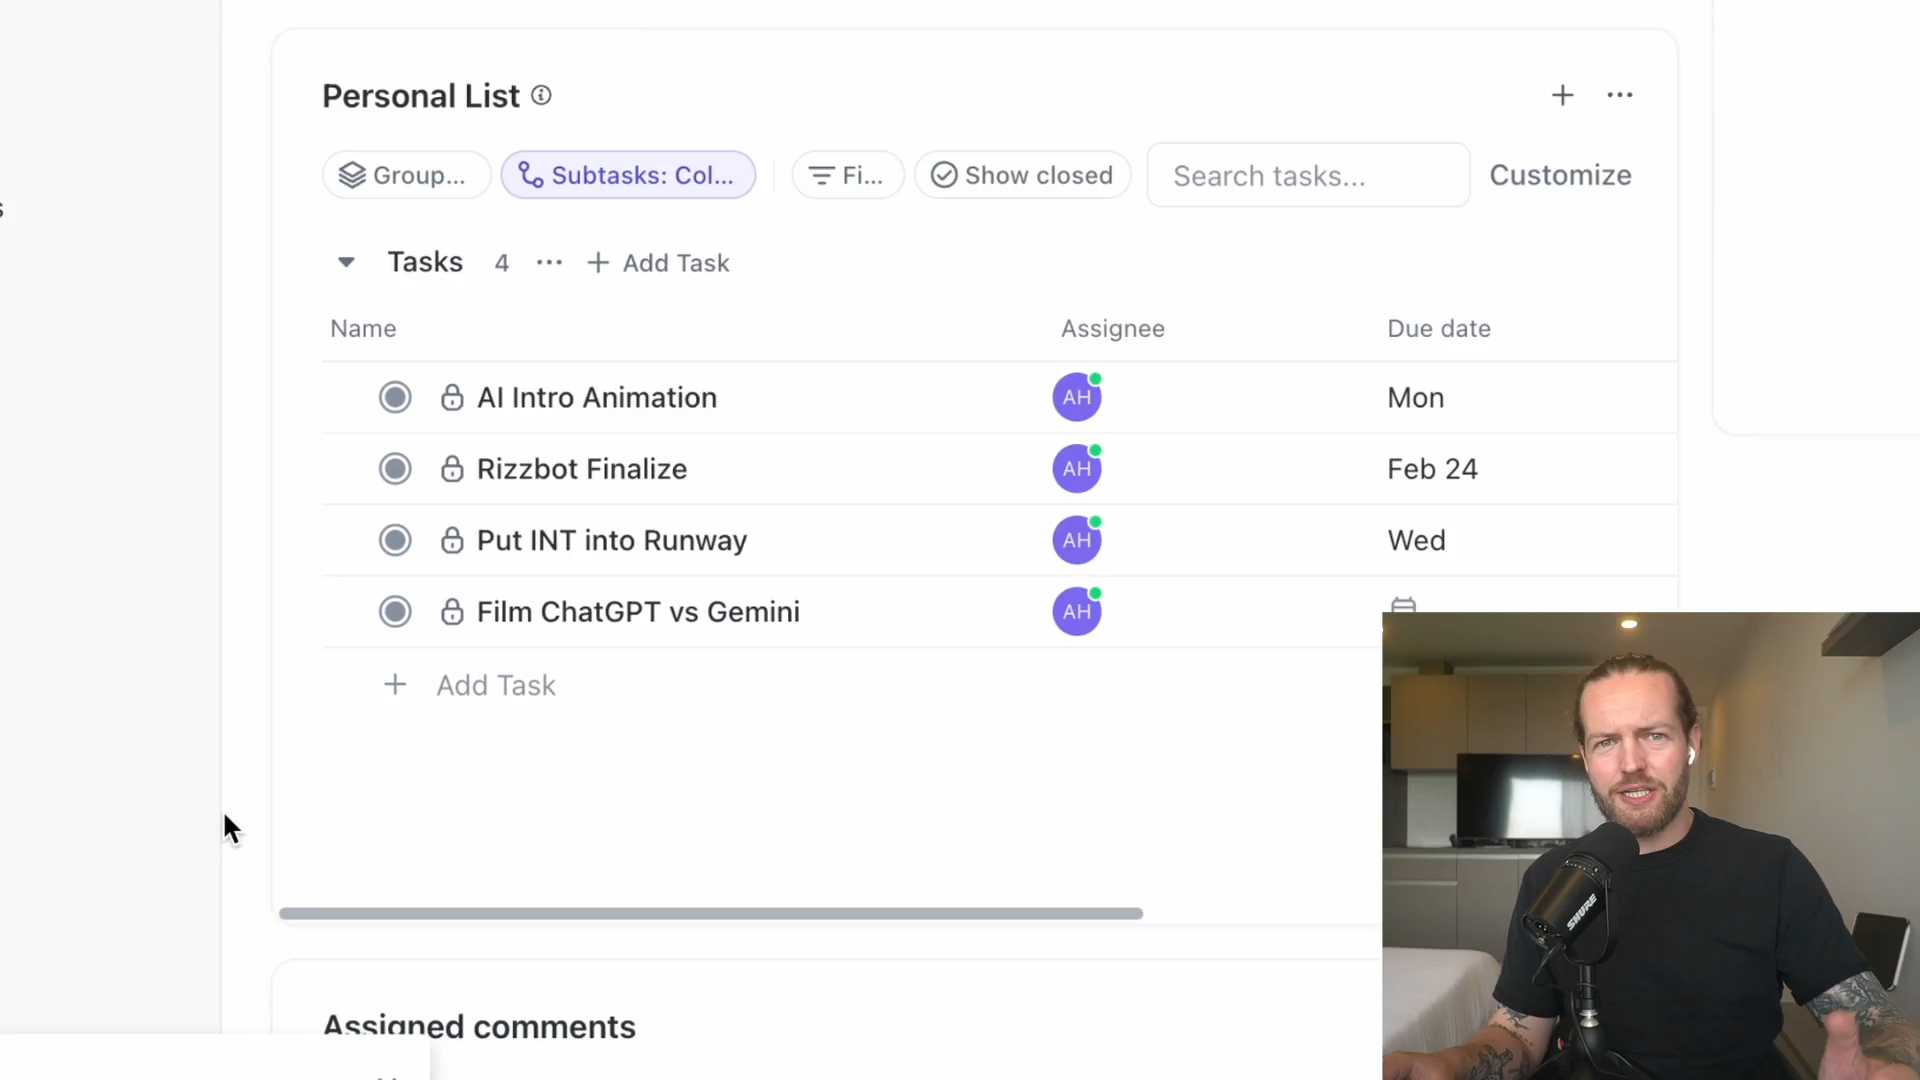 Personal List
Group...
Subtasks: Col...
Fi...
Show closed
Search tasks...
Customize
Tasks 4 ... + Add Task
Name Assignee Due date
AI Intro Animation AH Mon
Rizzbot Finalize AH Feb 24
Put INT into Runway AH Wed
Film ChatGPT vs Gemini AH
+ Add Task
SHURE
Assigned comments